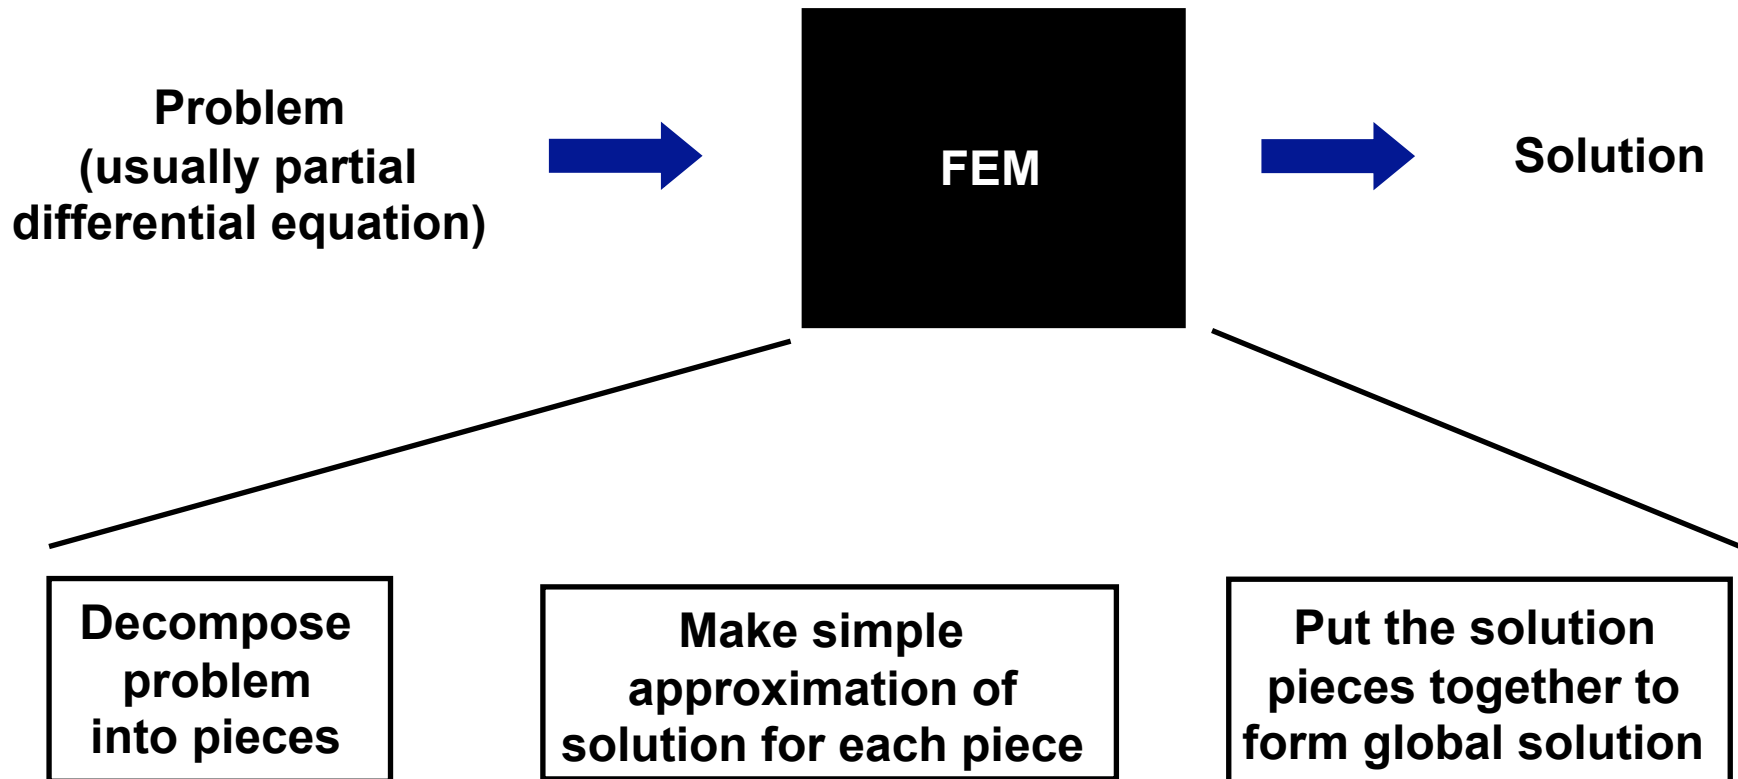 Problem
(usually partial
differential equation)
FEM
Solution
Decompose
problem
into pieces
Make simple
approximation of
solution for each piece
Put the solution
pieces together to
form global solution